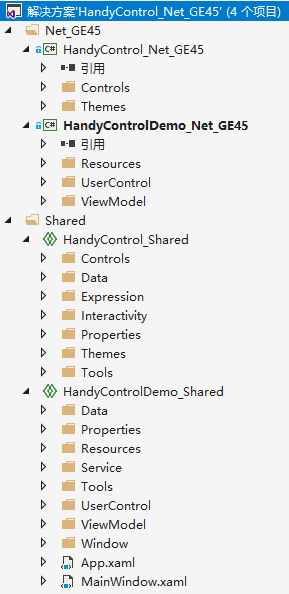 解决方案'HandyControl_Net_GE45' (4 个项目)
Net_GE45
HandyControl_Net_GE45
引用
Controls
Themes
HandyControlDemo_Net_GE45
引用
Resources
UserControl
ViewModel
Shared
HandyControl_Shared
Controls
Data
Expression
Interactivity
Properties
Themes
Tools
HandyControlDemo_Shared
Data
Properties
Resources
Service
Tools
UserControl
ViewModel
Window
App.xaml
MainWindow.xaml